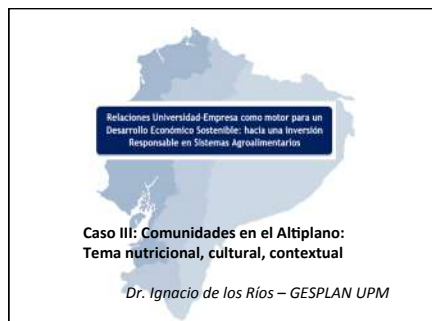 Relaciones Universidad-Empresa como motor para un
Desarrollo Económico Sostenible: hacia una Inversión
Responsable en Sistemas Agroalimentarios
Caso III: Comunidades en el Altiplano:
Tema nutricional, cultural, contextual
Dr. Ignacio de los Ríos – GESPLAN UPM